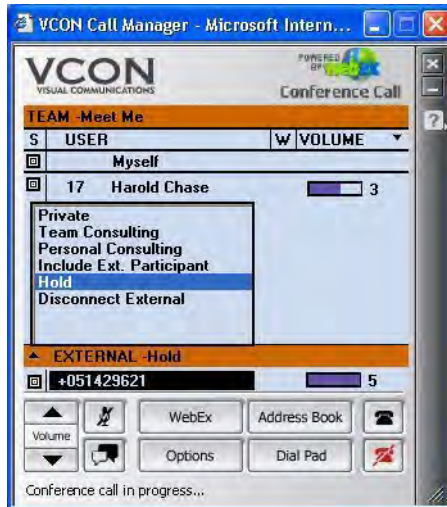 VCON Call Manager - Microsoft Intern...
VCON
VISUAL COMMUNICATIONS
POWERED BY
Conference Call
TEAM -Meet Me
S USER W VOLUME
Myself
17 Harold Chase 3
Private
Team Consulting
Personal Consulting
Include Ext. Participant
Hold
Disconnect External
EXTERNAL -Hold
+051429621 5
Volume
WebEx
Address Book
Options
Dial Pad
Conference call in progress...